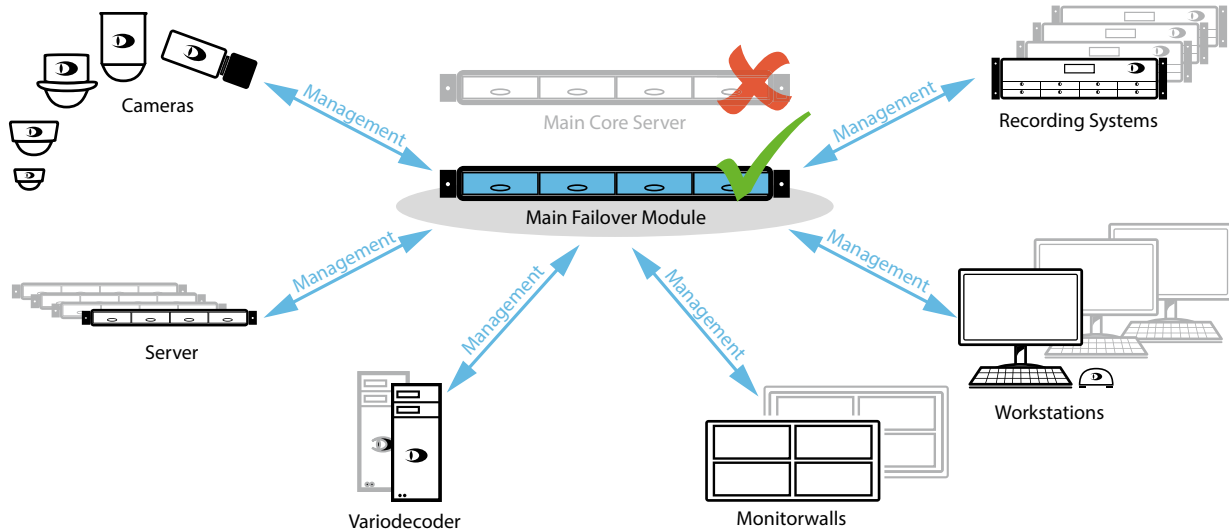 Cameras
Management
Main Core Server
Management
Recording Systems
Main Failover Module
Management
Management
Management
Management
Server
Workstations
Variodecoder
Monitorwalls